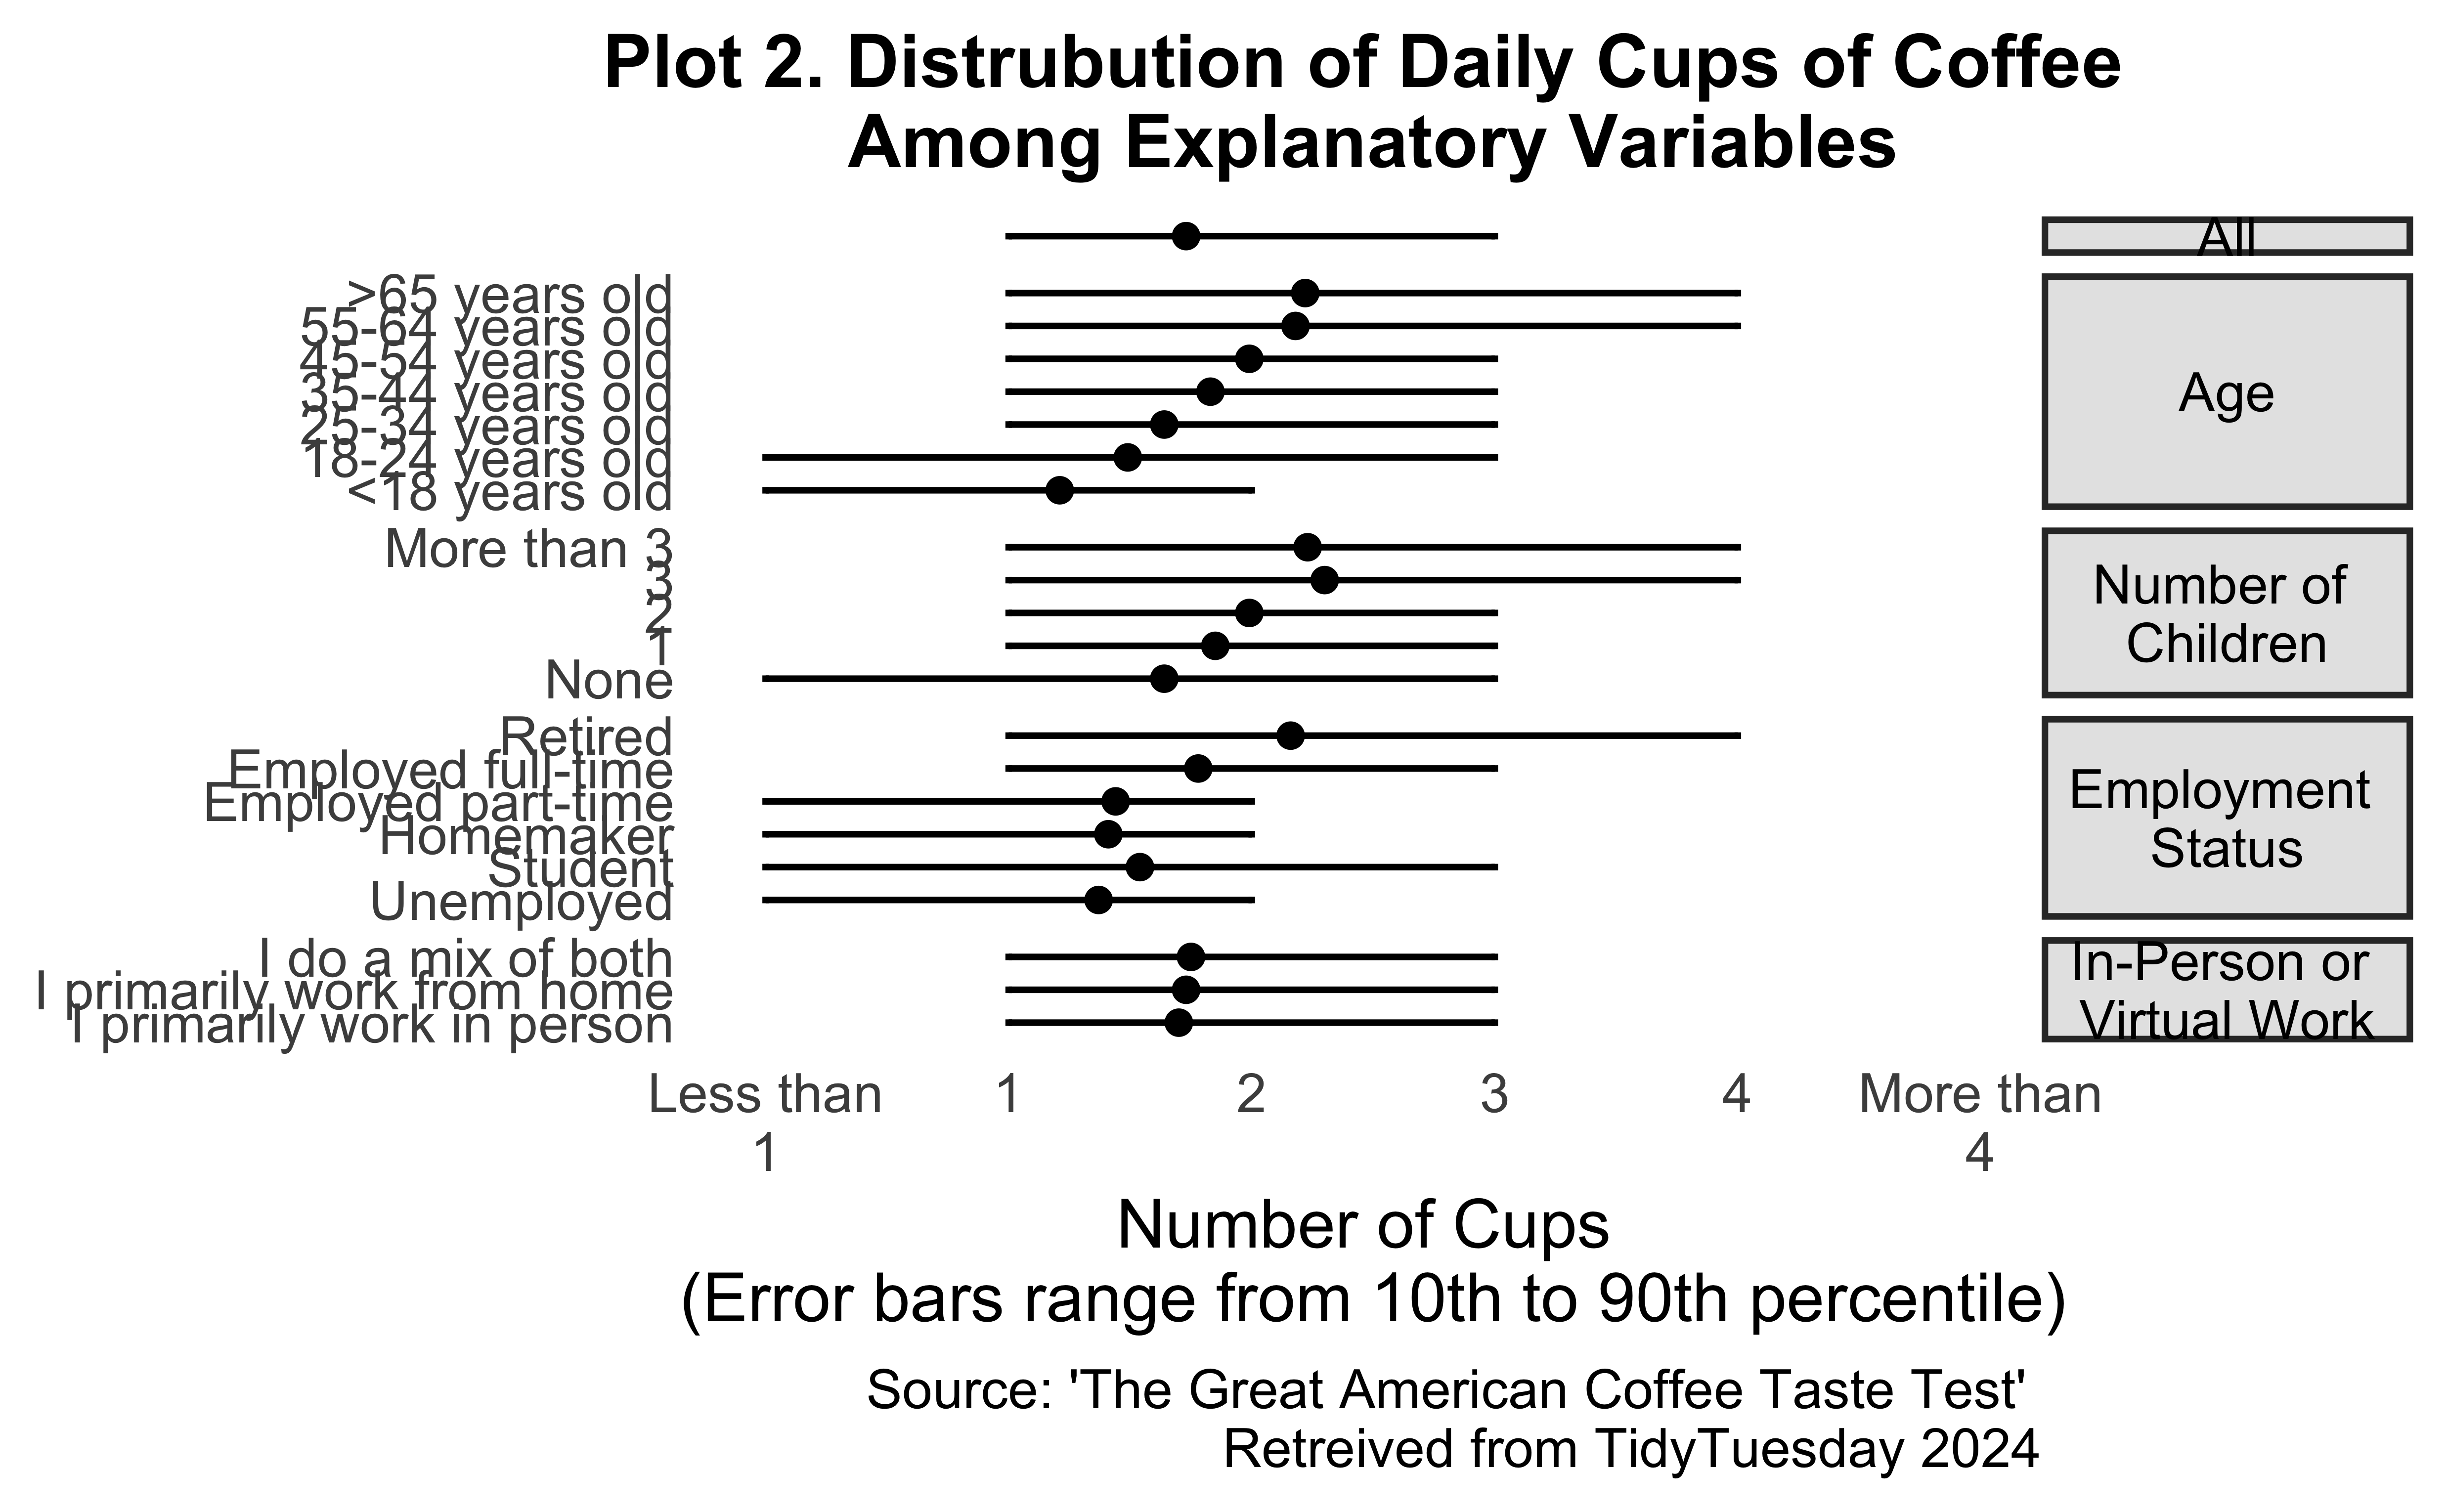 Plot 2. Distrubution of Daily Cups of Coffee
Among Explanatory Variables
All
>65 years old
55-64 years old
45-54 years old
35-44 years old
25-34 years old
18-24 years old
<18 years old
Age
More than 3
3
2
1
None
Number of
Children
Retired
Employed full-time
Employed part-time
Homemaker
Student
Unemployed
Employment
Status
I do a mix of both
I primarily work from home
I primarily work in person
In-Person or
Virtual Work
Less than 1
1
2
3
4
More than 4
Number of Cups
(Error bars range from 10th to 90th percentile)
Source: 'The Great American Coffee Taste Test'
Retreived from TidyTuesday 2024